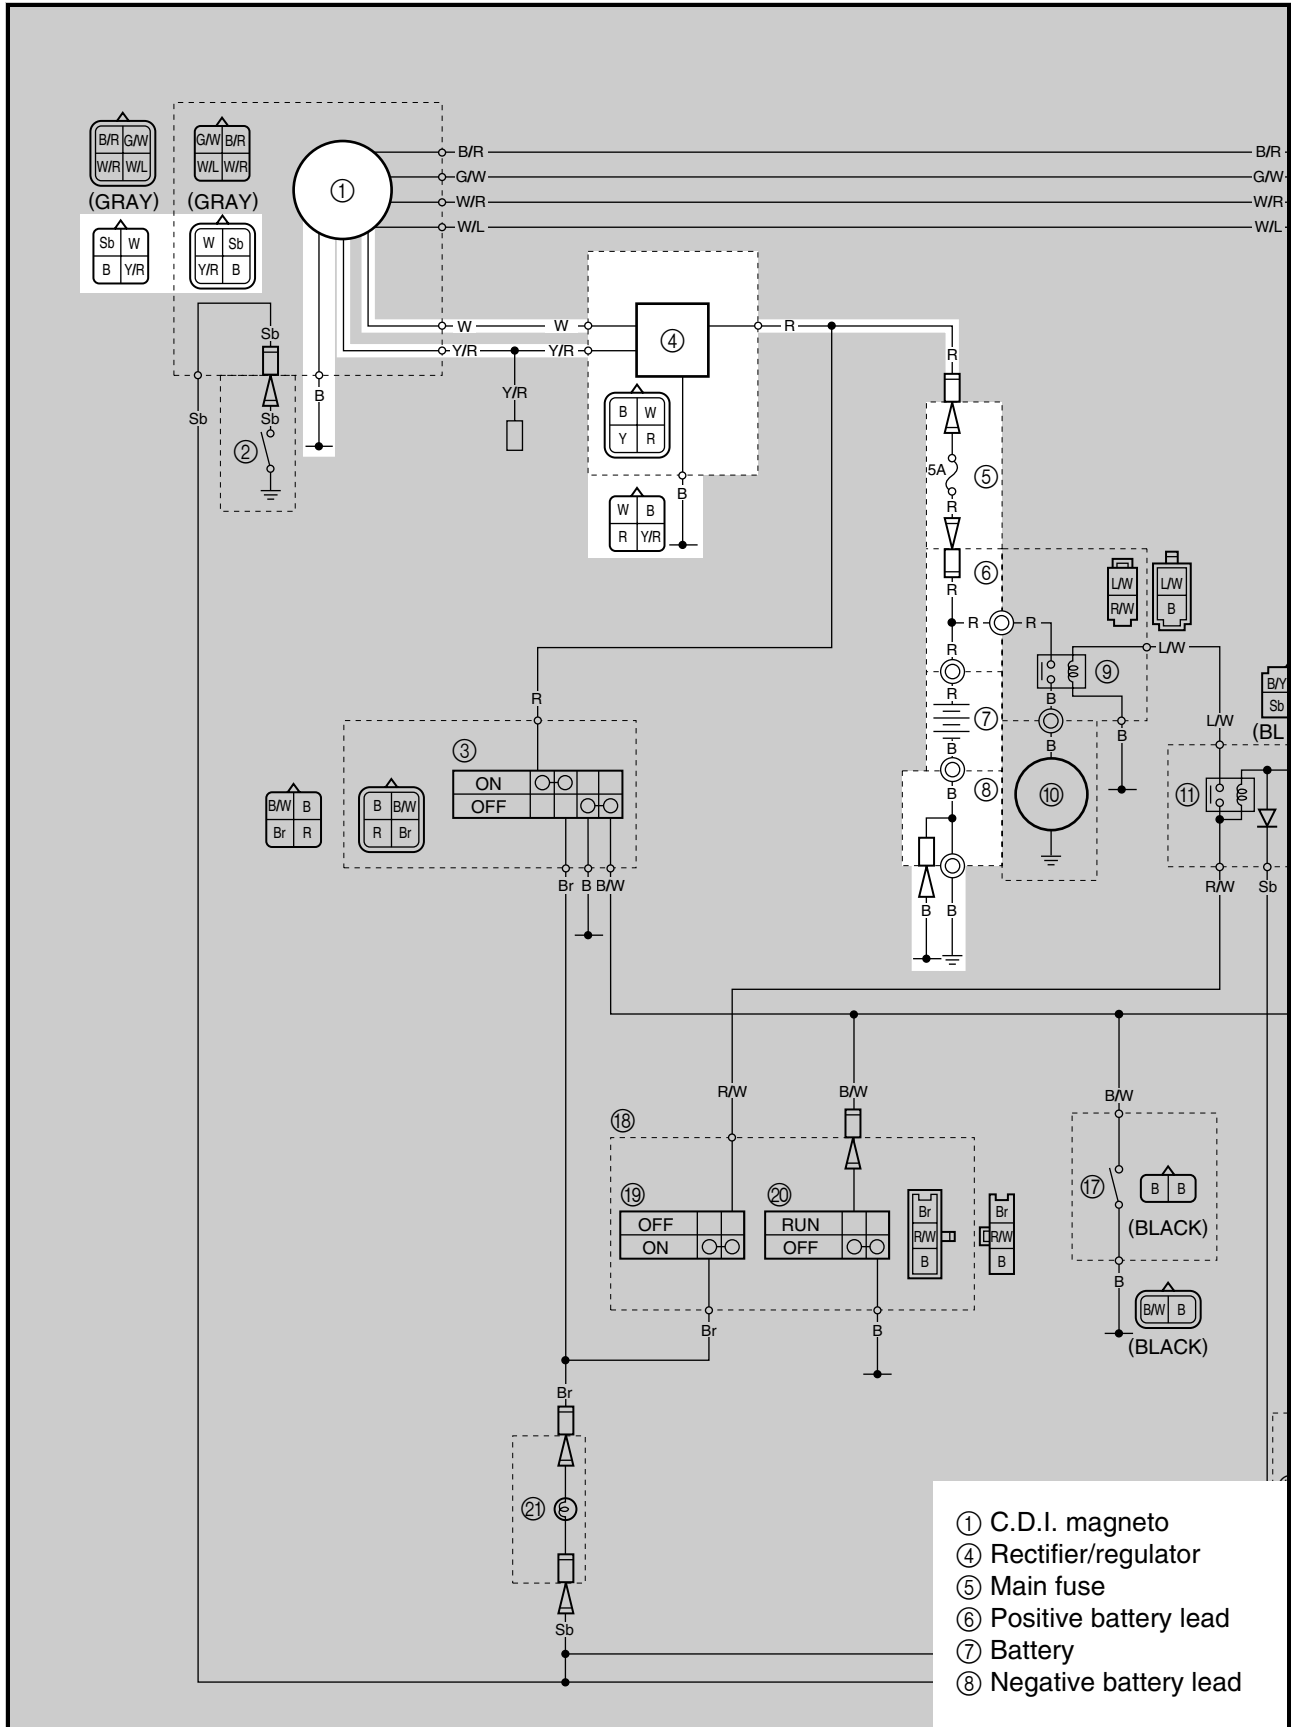 B/R G/W
W/R W/L
(GRAY)
G/W B/R
W/L W/R
(GRAY)
Sb W
B Y/R
W Sb
Y/R B
①
B/R B/R
G/W G/W
W/R W/R
W/L W/L
W W
Y/R Y/R
Y/R
④
R
R
B W
Y R
B
W B
R Y/R
Sb
Sb
Sb
②
B
5A
⑤
R
⑥
R
R R
R
R
⑦
B
B
⑧
B B
L/W
R/W
L/W
B
L/W
⑨
B
B
B
⑩
L/W
B/Y
Sb
(BL
⑪
R/W Sb
R
③
ON
OFF
B/W B
Br R
B B/W
R Br
Br B B/W
R/W
B/W
B/W
⑱
⑲
OFF
ON
⑳
RUN
OFF
Br
R/W
B
Br
R/W
B
Br
B
⑰
B B
(BLACK)
B
B/W B
(BLACK)
Br
㉑
Sb
① C.D.I. magneto
④ Rectifier/regulator
⑤ Main fuse
⑥ Positive battery lead
⑦ Battery
⑧ Negative battery lead